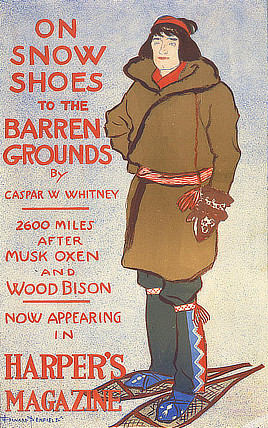 ON
SNOW
SHOES
TO THE
BARREN
GROUNDS
BY
CASPAR W WHITNEY
2600 MILES
AFTER
MUSK OXEN
AND
WOOD BISON
NOW APPEARING
IN
HARPER'S
MAGAZINE
EDWARD PENFIELD